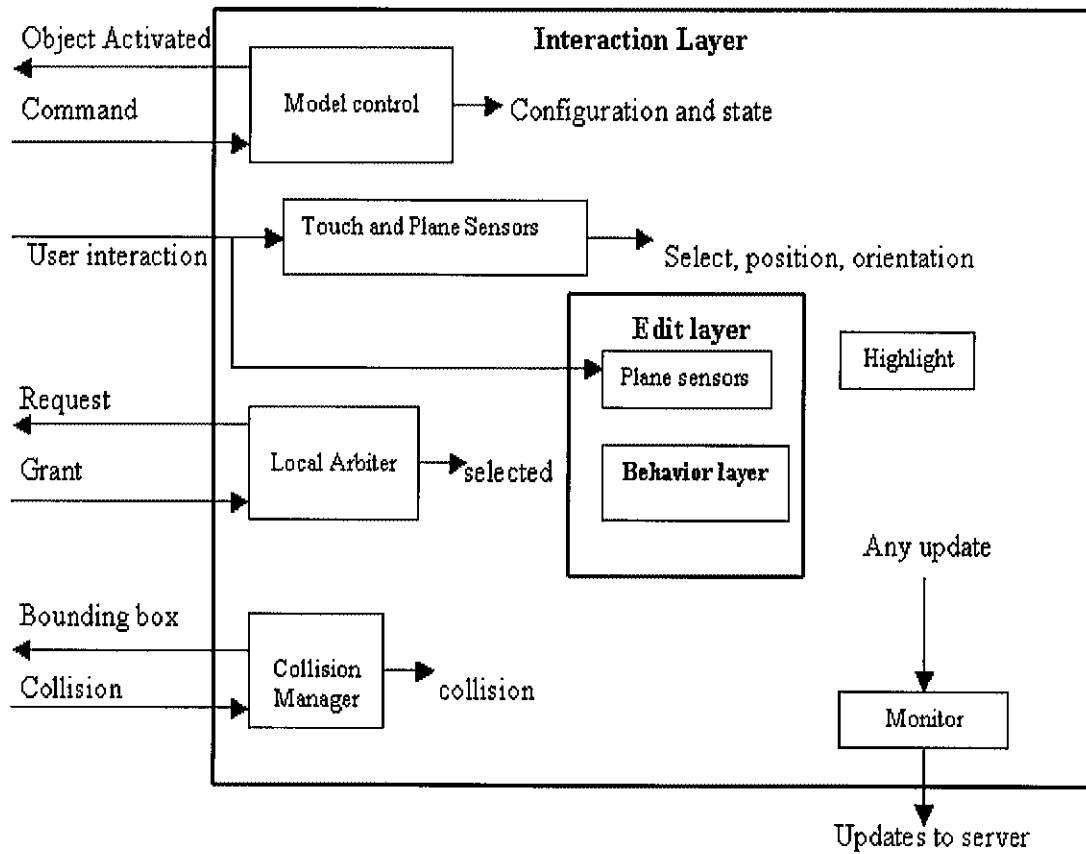 Object Activated
Interaction Layer
Model control
Command
Configuration and state
Touch and Plane Sensors
User interaction
Select, position, orientation
Edit layer
Plane sensors
Highlight
Request
Local Arbiter
Grant
selected
Behavior layer
Any update
Bounding box
Collision
Manager
Collision
collision
Monitor
Updates to server